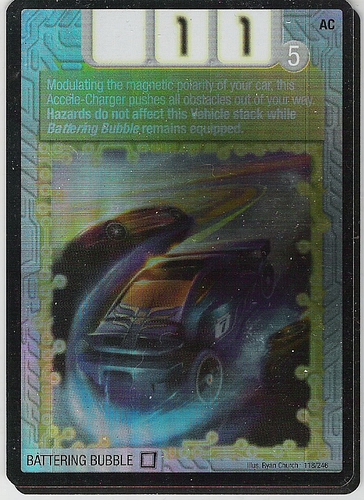 1 1
AC
5
Modulating the magnetic polarity of your car, this
Accele-Charger pushes all obstacles out of your way.
Hazards do not affect this Vehicle stack while
Battering Bubble remains equipped.
7
BATTERING BUBBLE
Illus. Ryan Church 118/246